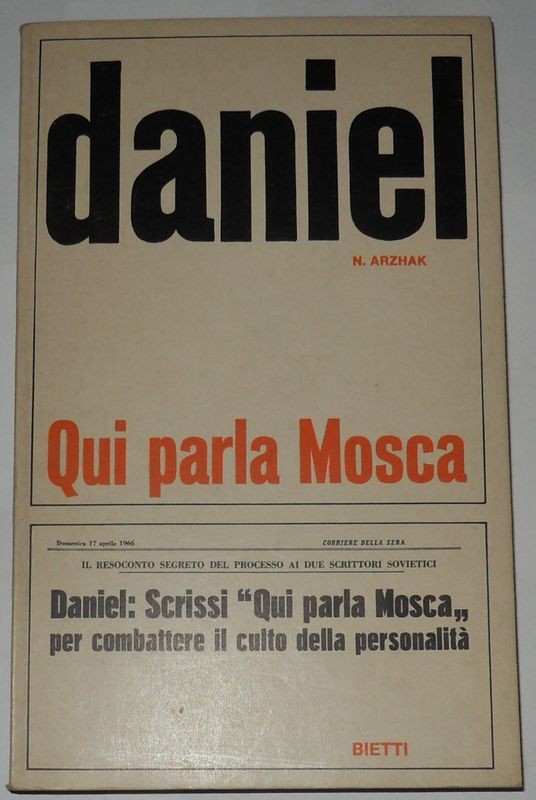 daniel
N. ARZHAK
Qui parla Mosca
Domenica 17 aprile 1966 CORRIERE DELLA SERA
IL RESOCONTO SEGRETO DEL PROCESSO AI DUE SCRITTORI SOVIETICI
Daniel: Scrissi “Qui parla Mosca„
per combattere il culto della personalità
BIETTI